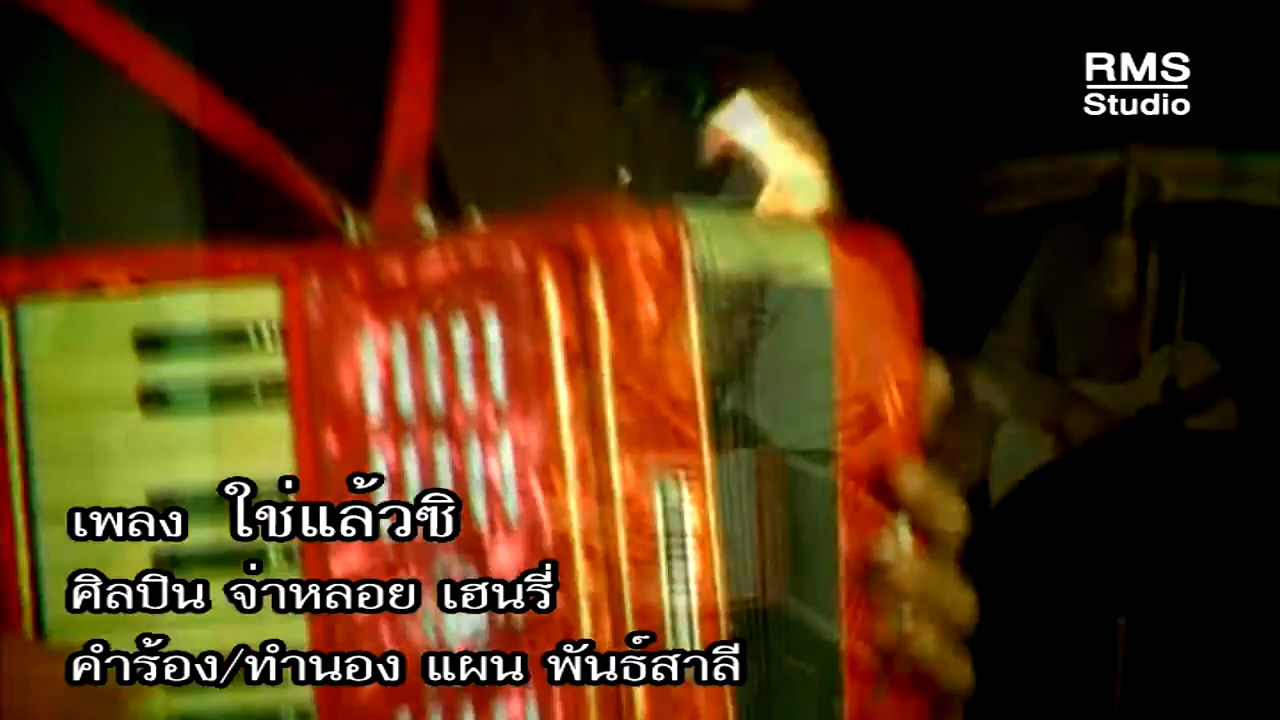 RMS
Studio
เพลง ใช่แล้วซิ
ศิลปิน จ่าหลอย เฮนรี่
คำร้อง/ทำนอง แผน พันธ์สาลี